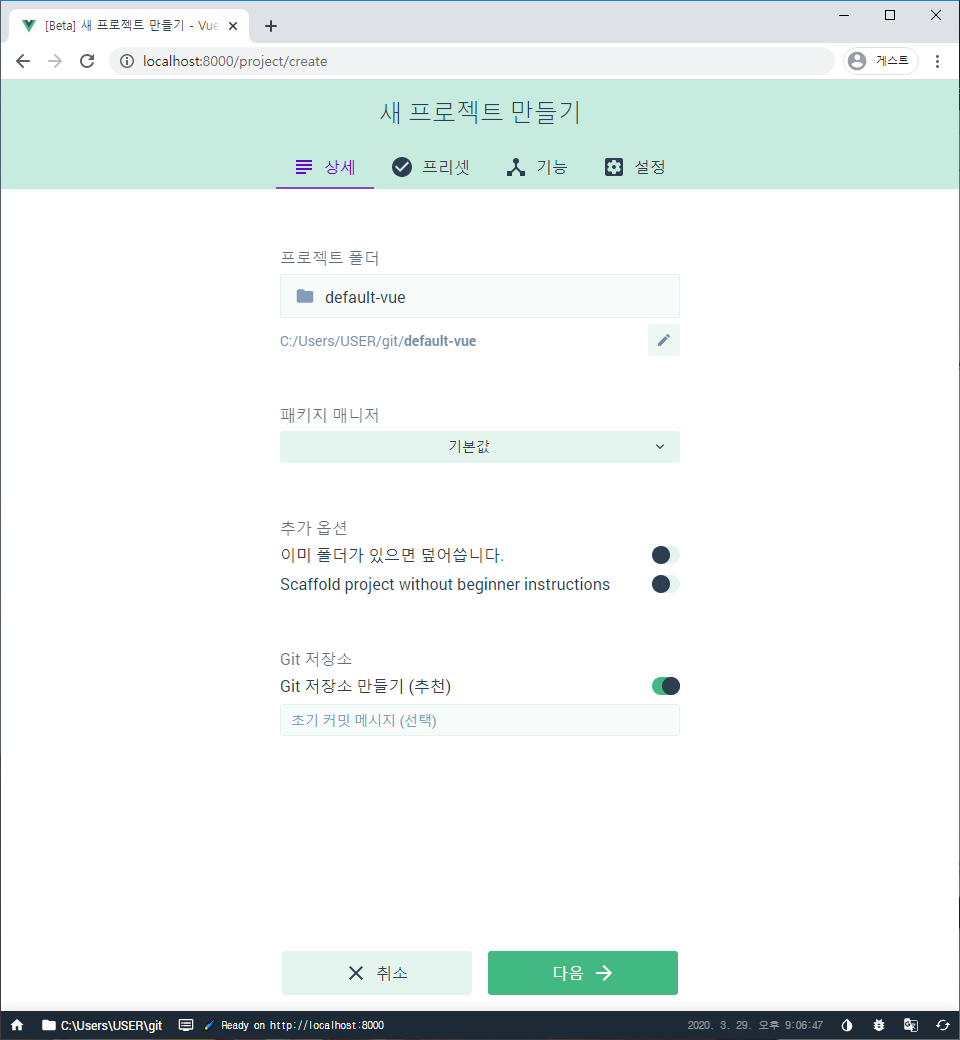 [Beta] 새 프로젝트 만들기 - Vue
localhost:8000/project/create
게스트
새 프로젝트 만들기
상세 프리셋 기능 설정
프로젝트 폴더
default-vue
C:/Users/USER/git/default-vue
패키지 매니저
기본값
추가 옵션
이미 폴더가 있으면 덮어씁니다.
Scaffold project without beginner instructions
Git 저장소
Git 저장소 만들기 (추천)
초기 커밋 메시지 (선택)
취소 다음
C:\Users\USER\git Ready on http://localhost:8000 2020. 3. 29. 오후 9:06:47